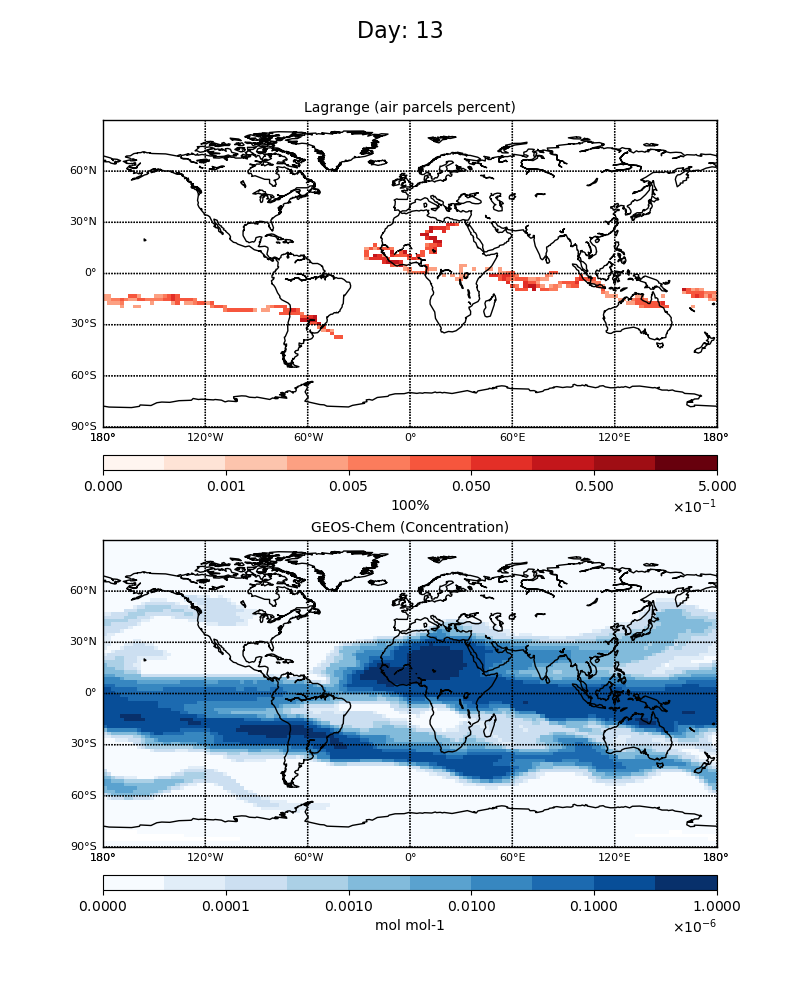 Day: 13
Lagrange (air parcels percent)
60°N
30°N
0°
30°S
60°S
90°S
180° 120°W 60°W 0° 60°E 120°E 180°
0.000 0.001 0.005 0.050 0.500 5.000
100% ×10⁻¹
GEOS-Chem (Concentration)
60°N
30°N
0°
30°S
60°S
90°S
180° 120°W 60°W 0° 60°E 120°E 180°
0.0000 0.0001 0.0010 0.0100 0.1000 1.0000
mol mol-1 ×10⁻⁶